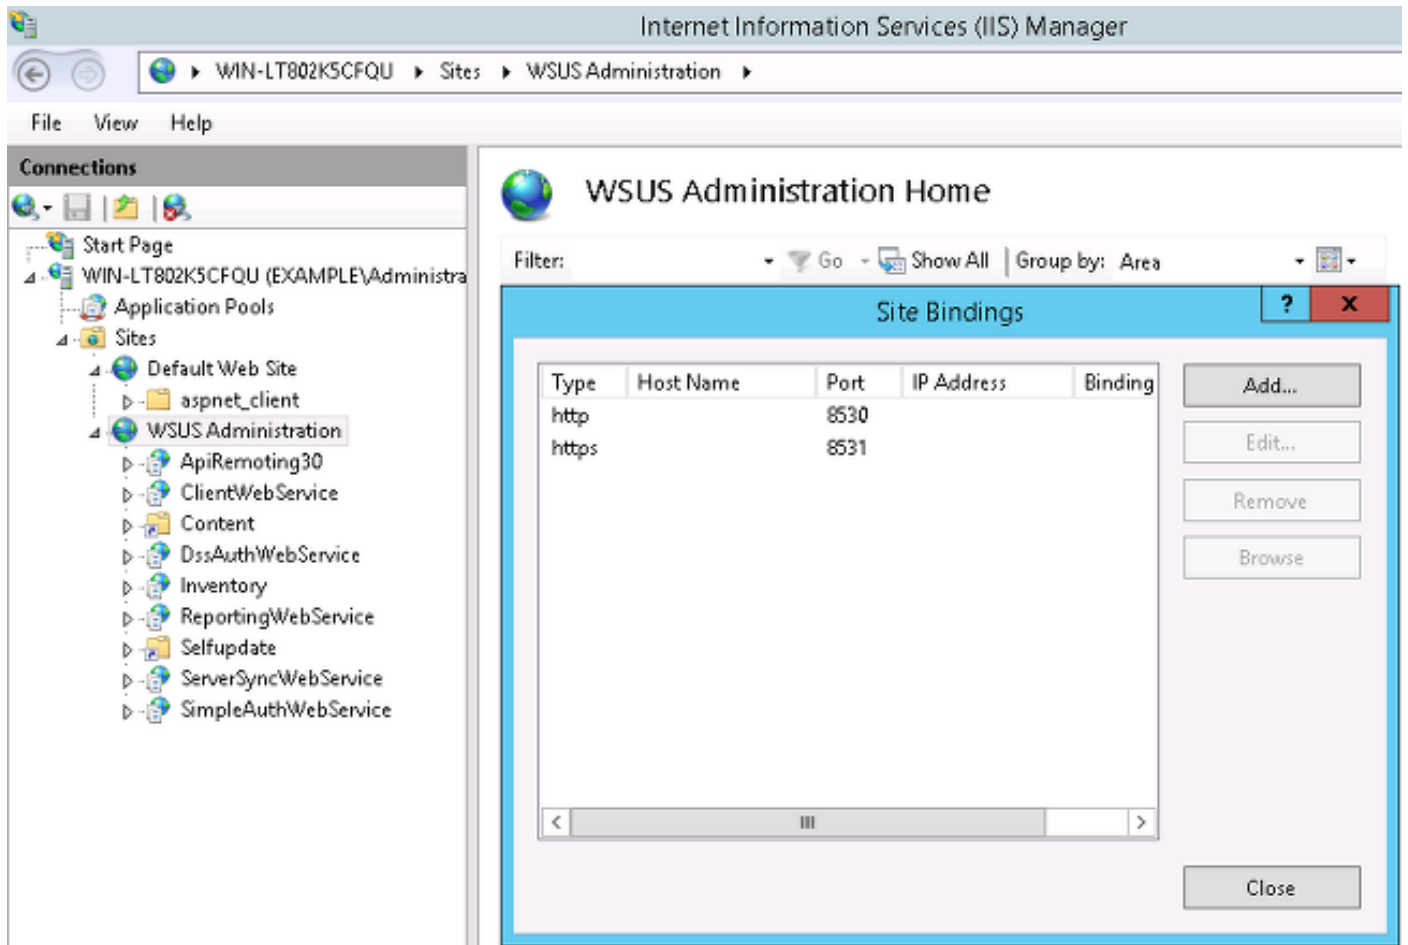 Internet Information Services (IIS) Manager
WIN-LT802K5CFQU Sites WSUS Administration
File View Help
Connections
Start Page
WIN-LT802K5CFQU (EXAMPLE\Administra
Application Pools
Sites
Default Web Site
aspnet_client
WSUS Administration
ApiRemoting30
ClientWebService
Content
DssAuthWebService
Inventory
ReportingWebService
Selfupdate
ServerSyncWebService
SimpleAuthWebService
WSUS Administration Home
Filter: Go Show All Group by: Area
Site Bindings ? X
Type Host Name Port IP Address Binding
http 8530
https 8531
Add...
Edit...
Remove
Browse
Close